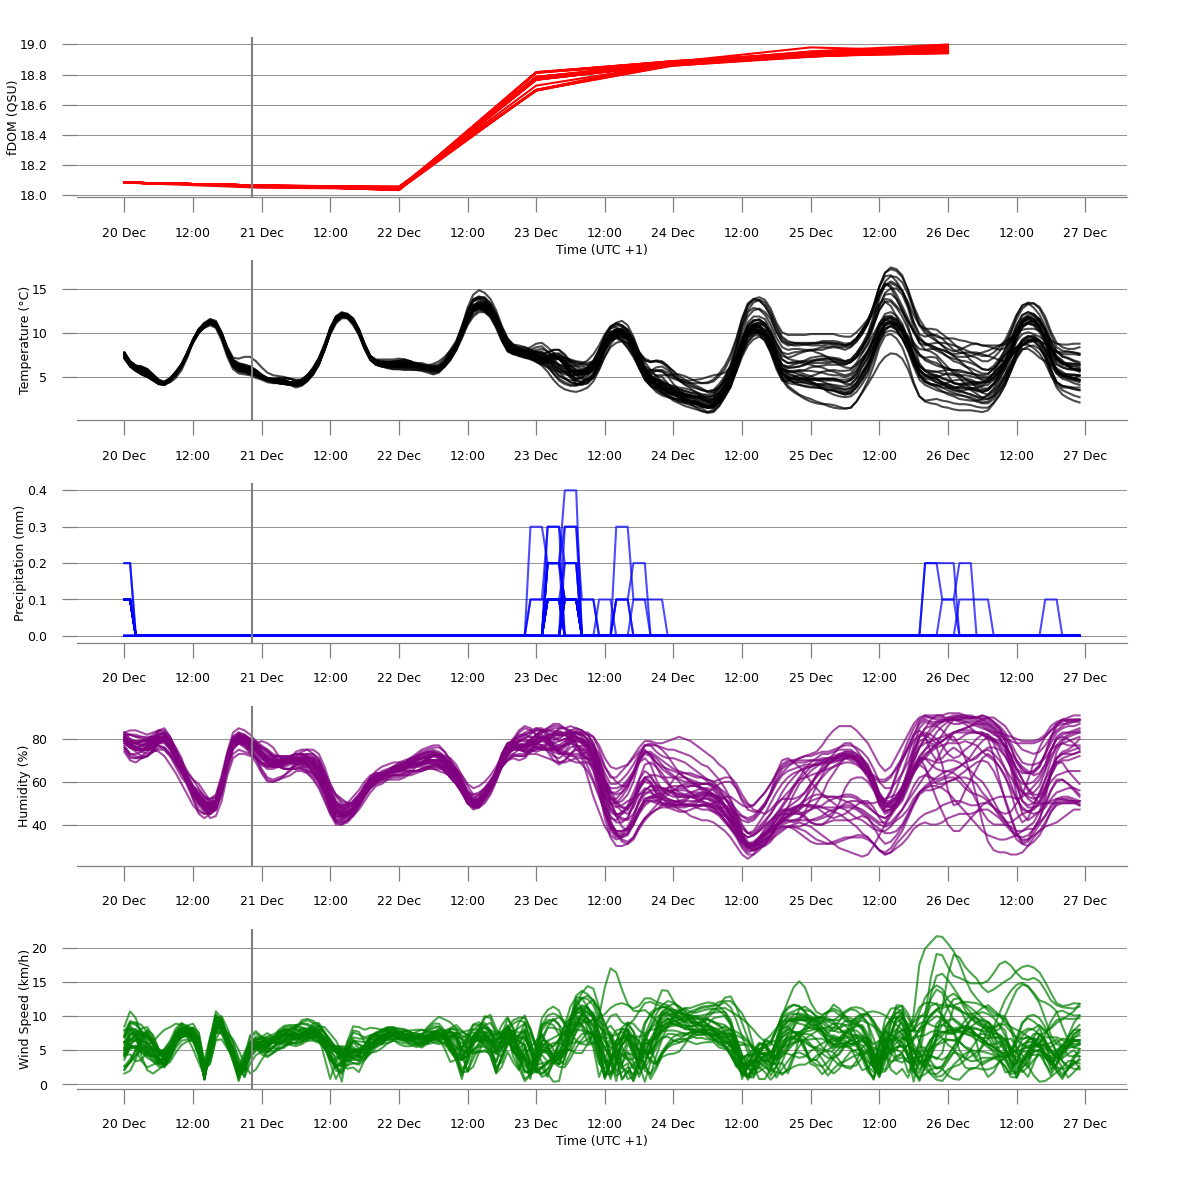 fDOM (QSU)
19.0
18.8
18.6
18.4
18.2
18.0
20 Dec 12:00 21 Dec 12:00 22 Dec 12:00 23 Dec 12:00 24 Dec 12:00 25 Dec 12:00 26 Dec 12:00 27 Dec
Time (UTC +1)
Temperature (°C)
15
10
5
20 Dec 12:00 21 Dec 12:00 22 Dec 12:00 23 Dec 12:00 24 Dec 12:00 25 Dec 12:00 26 Dec 12:00 27 Dec
Precipitation (mm)
0.4
0.3
0.2
0.1
0.0
20 Dec 12:00 21 Dec 12:00 22 Dec 12:00 23 Dec 12:00 24 Dec 12:00 25 Dec 12:00 26 Dec 12:00 27 Dec
Humidity (%)
80
60
40
20 Dec 12:00 21 Dec 12:00 22 Dec 12:00 23 Dec 12:00 24 Dec 12:00 25 Dec 12:00 26 Dec 12:00 27 Dec
Wind Speed (km/h)
20
15
10
5
0
20 Dec 12:00 21 Dec 12:00 22 Dec 12:00 23 Dec 12:00 24 Dec 12:00 25 Dec 12:00 26 Dec 12:00 27 Dec
Time (UTC +1)